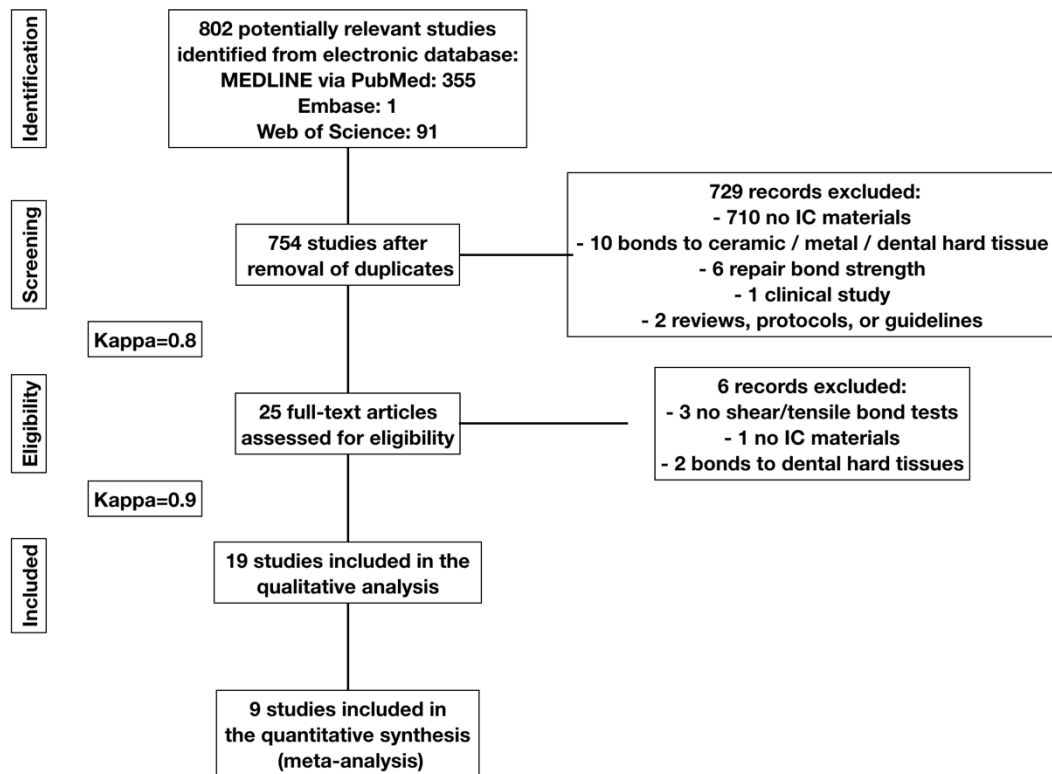 Identification
802 potentially relevant studies
identified from electronic database:
MEDLINE via PubMed: 355
Embase: 1
Web of Science: 91
Screening
754 studies after
removal of duplicates
729 records excluded:
- 710 no IC materials
- 10 bonds to ceramic / metal / dental hard tissue
- 6 repair bond strength
- 1 clinical study
- 2 reviews, protocols, or guidelines
Kappa=0.8
Eligibility
25 full-text articles
assessed for eligibility
6 records excluded:
- 3 no shear/tensile bond tests
- 1 no IC materials
- 2 bonds to dental hard tissues
Kappa=0.9
Included
19 studies included in the
qualitative analysis
9 studies included in
the quantitative synthesis
(meta-analysis)